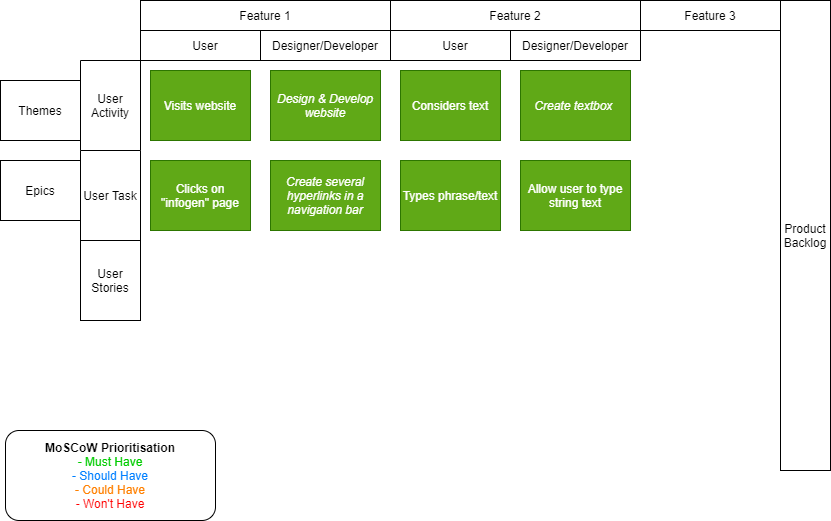 Feature 1
Feature 2
Feature 3
User
Designer/Developer
User
Designer/Developer
Themes
User
Activity
Visits website
Design & Develop
website
Considers text
Create textbox
Epics
User Task
Clicks on
"infogen" page
Create several
hyperlinks in a
navigation bar
Types phrase/text
Allow user to type
string text
Product
Backlog
User
Stories
MoSCoW Prioritisation
- Must Have
- Should Have
- Could Have
- Won't Have